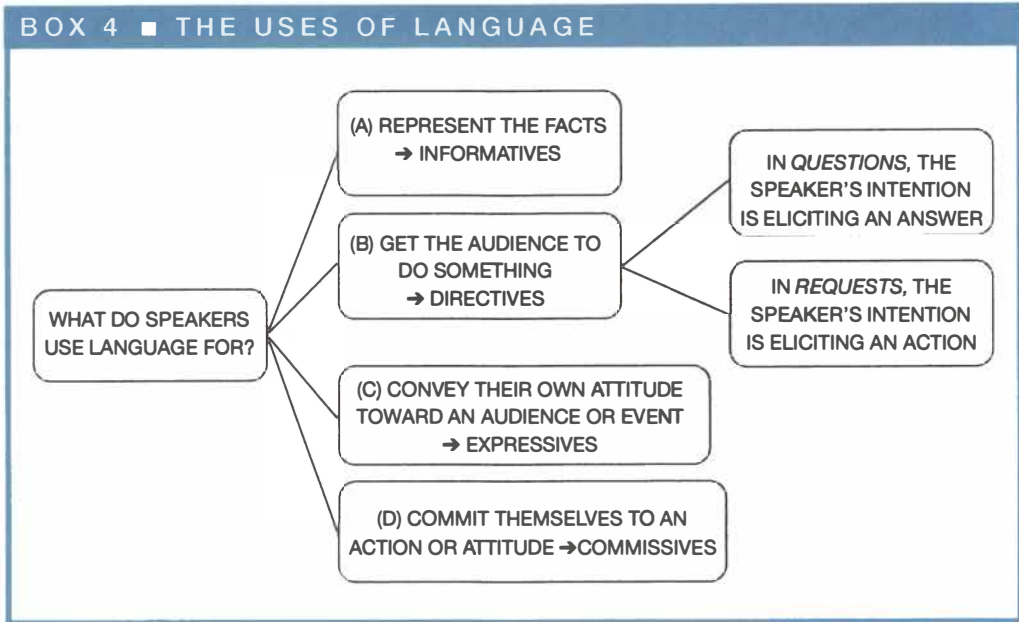 BOX 4 ■ THE USES OF LANGUAGE
WHAT DO SPEAKERS
USE LANGUAGE FOR?
(A) REPRESENT THE FACTS
➔ INFORMATIVES
(B) GET THE AUDIENCE TO
DO SOMETHING
➔ DIRECTIVES
IN QUESTIONS, THE
SPEAKER'S INTENTION
IS ELICITING AN ANSWER
IN REQUESTS, THE
SPEAKER'S INTENTION
IS ELICITING AN ACTION
(C) CONVEY THEIR OWN ATTITUDE
TOWARD AN AUDIENCE OR EVENT
➔ EXPRESSIVES
(D) COMMIT THEMSELVES TO AN
ACTION OR ATTITUDE ➔COMMISSIVES